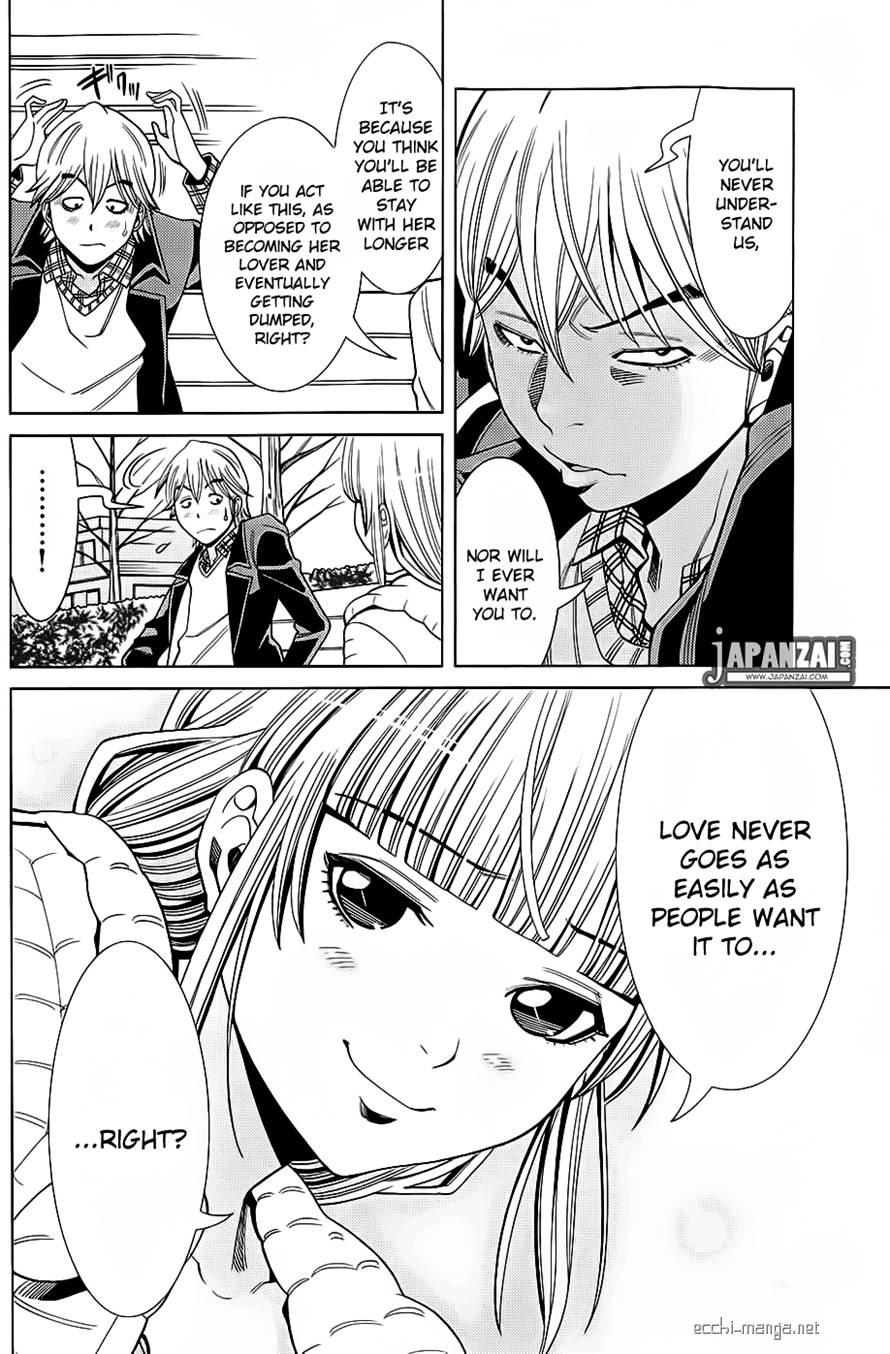 YOU'LL
NEVER
UNDER-
STAND
US,
NOR WILL
I EVER
WANT
YOU TO.
JAPANZAI.COM
WWW.JAPANZAI.COM
IT'S
BECAUSE
YOU THINK
YOU'LL BE
ABLE TO
STAY
WITH HER
LONGER
IF YOU ACT
LIKE THIS, AS
OPPOSED TO
BECOMING HER
LOVER AND
EVENTUALLY
GETTING
DUMPED,
RIGHT?
ギクッ
........!
LOVE NEVER
GOES AS
EASILY AS
PEOPLE WANT
IT TO...
...RIGHT?
ecchi-manga.net